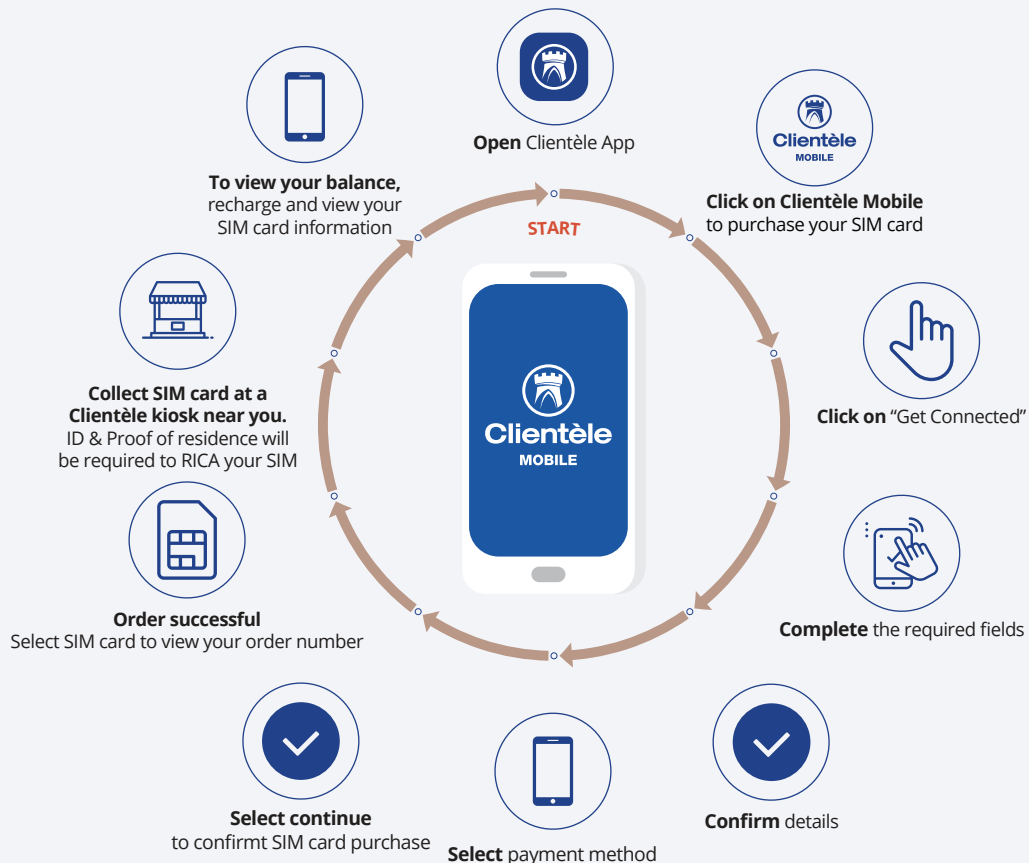 Open Clientèle App
START
Clientèle
MOBILE
Click on Clientèle Mobile
to purchase your SIM card
Click on “Get Connected”
Complete the required fields
Confirm details
Select payment method
Select continue
to confirmt SIM card purchase
Order successful
Select SIM card to view your order number
Collect SIM card at a
Clientèle kiosk near you.
ID & Proof of residence will
be required to RICA your SIM
To view your balance,
recharge and view your
SIM card information
Clientèle
MOBILE